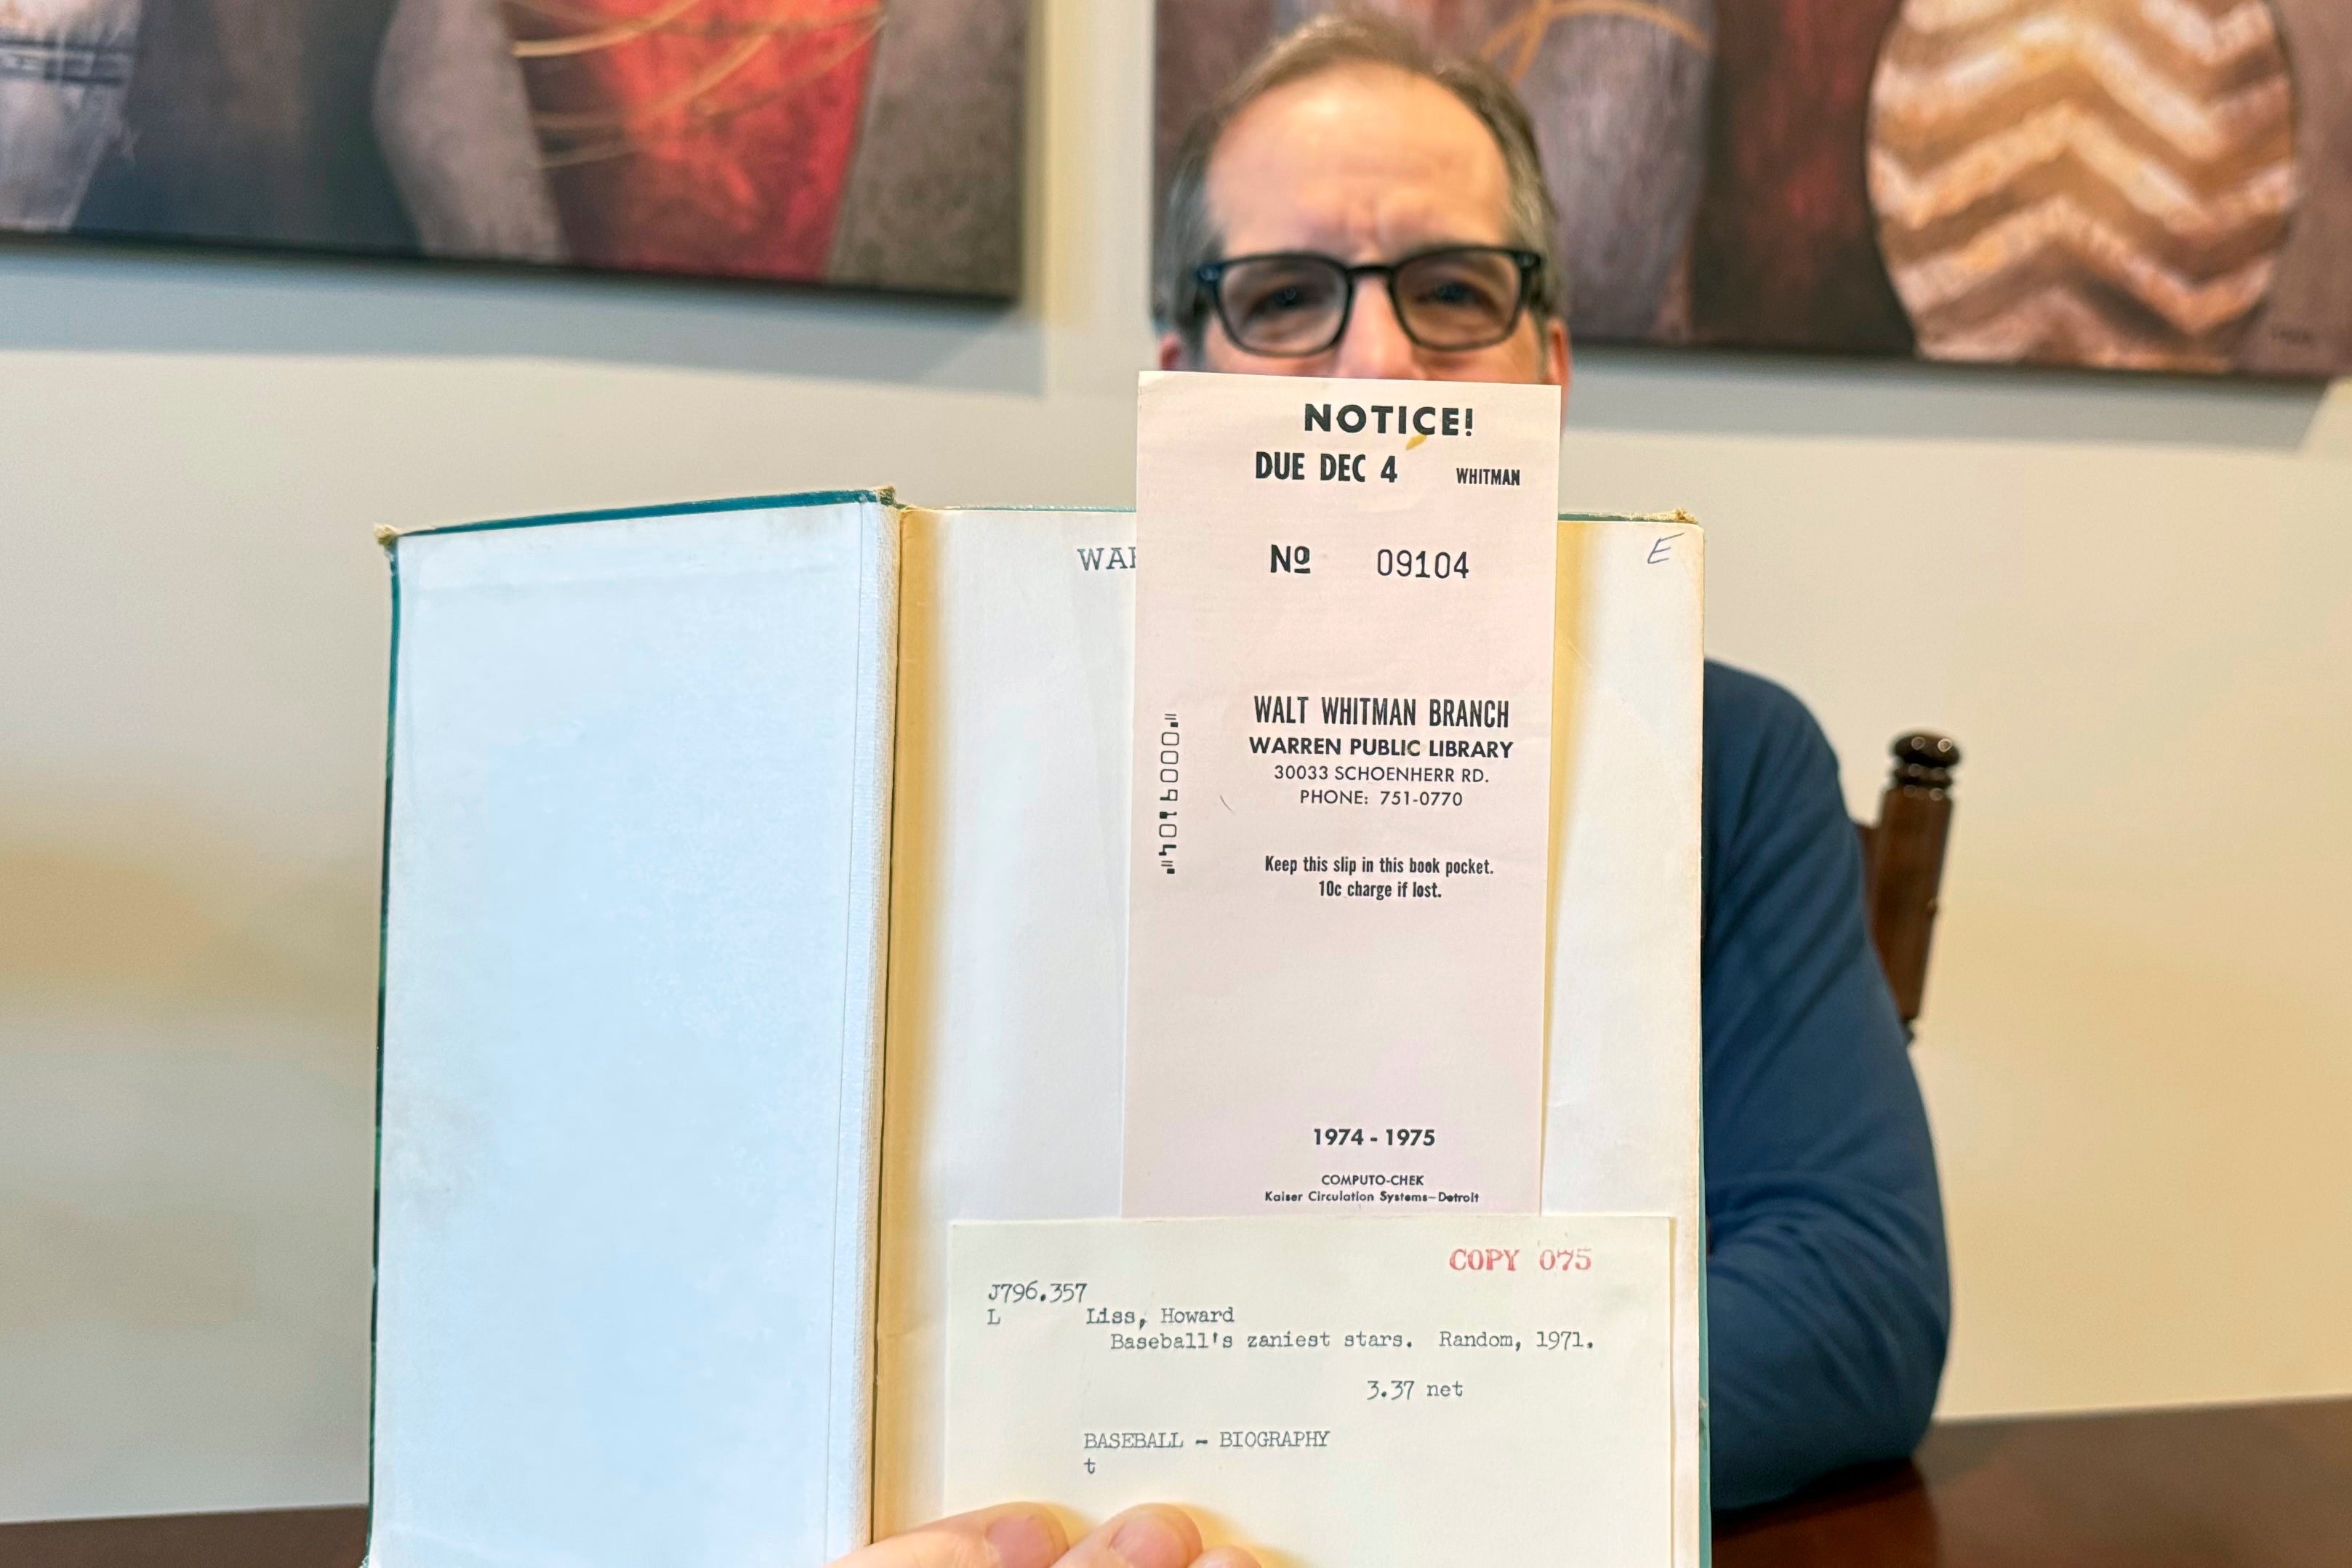 NOTICE!
DUE DEC 4 WHITMAN
Nº 09104
E
WALT WHITMAN BRANCH
WARREN PUBLIC LIBRARY
30033 SCHOENHERR RD.
PHONE: 751-0770
⑈000009104⑈
Keep this slip in this book pocket.
10c charge if lost.
1974 - 1975
COMPUTO-CHEK
Kaiser Circulation Systems—Detroit
COPY 075
J796.357
L Liss, Howard
Baseball's zaniest stars. Random, 1971.
3.37 net
BASEBALL - BIOGRAPHY
t